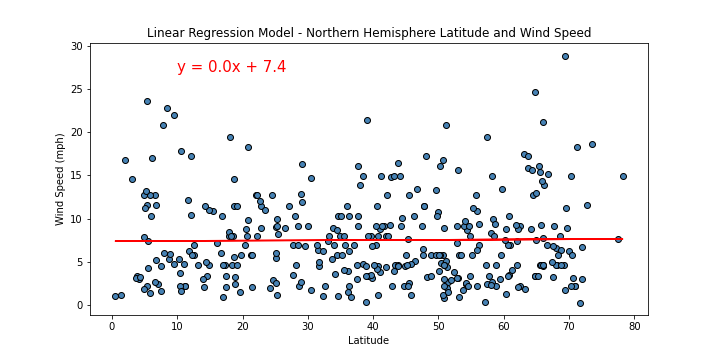 Linear Regression Model - Northern Hemisphere Latitude and Wind Speed
y = 0.0x + 7.4
30
25
20
15
10
5
0
Wind Speed (mph)
0 10 20 30 40 50 60 70 80
Latitude